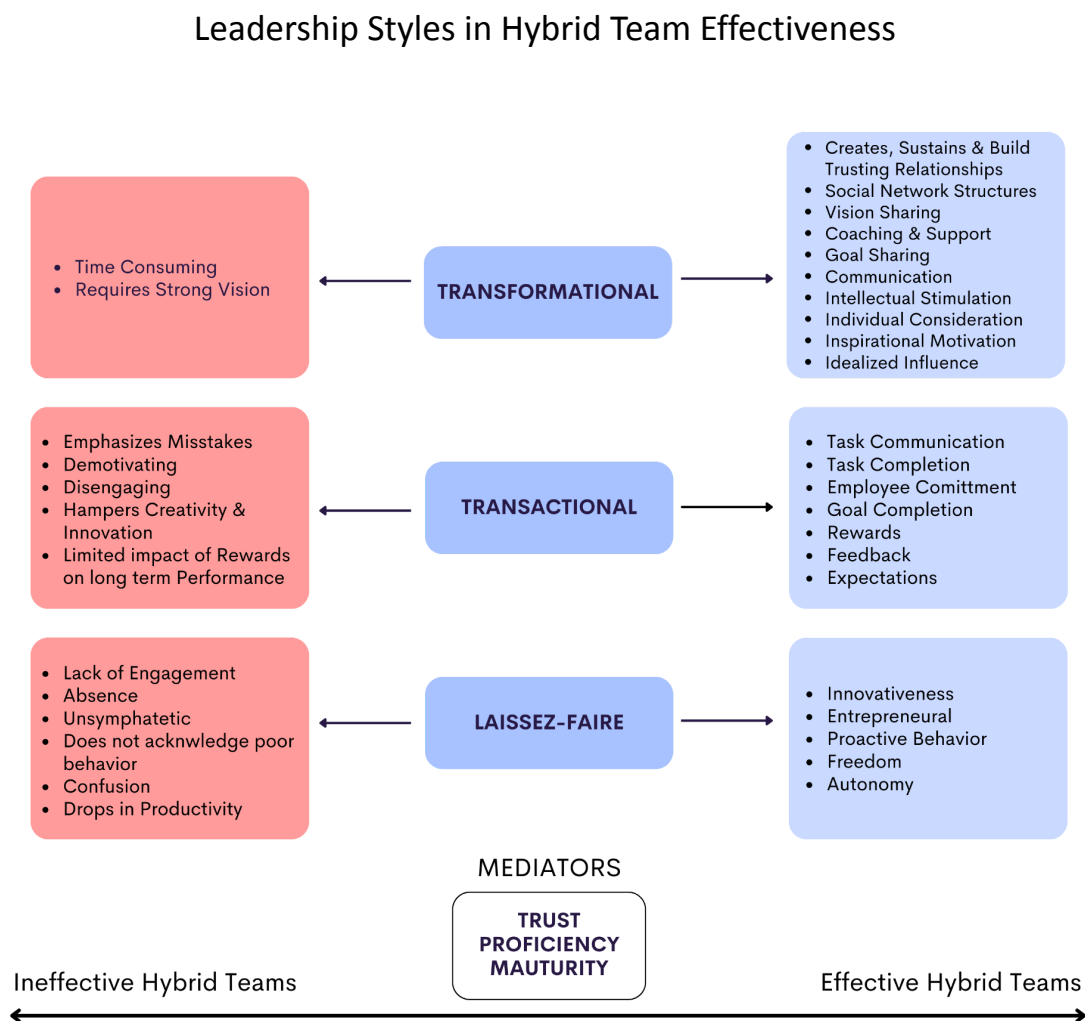 Leadership Styles in Hybrid Team Effectiveness
• Time Consuming
• Requires Strong Vision
TRANSFORMATIONAL
• Creates, Sustains & Build
Trusting Relationships
• Social Network Structures
• Vision Sharing
• Coaching & Support
• Goal Sharing
• Communication
• Intellectual Stimulation
• Individual Consideration
• Inspirational Motivation
• Idealized Influence
• Emphasizes Misstakes
• Demotivating
• Disengaging
• Hampers Creativity &
Innovation
• Limited impact of Rewards
on long term Performance
TRANSACTIONAL
• Task Communication
• Task Completion
• Employee Comittment
• Goal Completion
• Rewards
• Feedback
• Expectations
• Lack of Engagement
• Absence
• Unsymphatetic
• Does not acknwledge poor
behavior
• Confusion
• Drops in Productivity
LAISSEZ-FAIRE
• Innovativeness
• Entrepreneural
• Proactive Behavior
• Freedom
• Autonomy
MEDIATORS
TRUST
PROFICIENCY
MAUTURITY
Ineffective Hybrid Teams
Effective Hybrid Teams